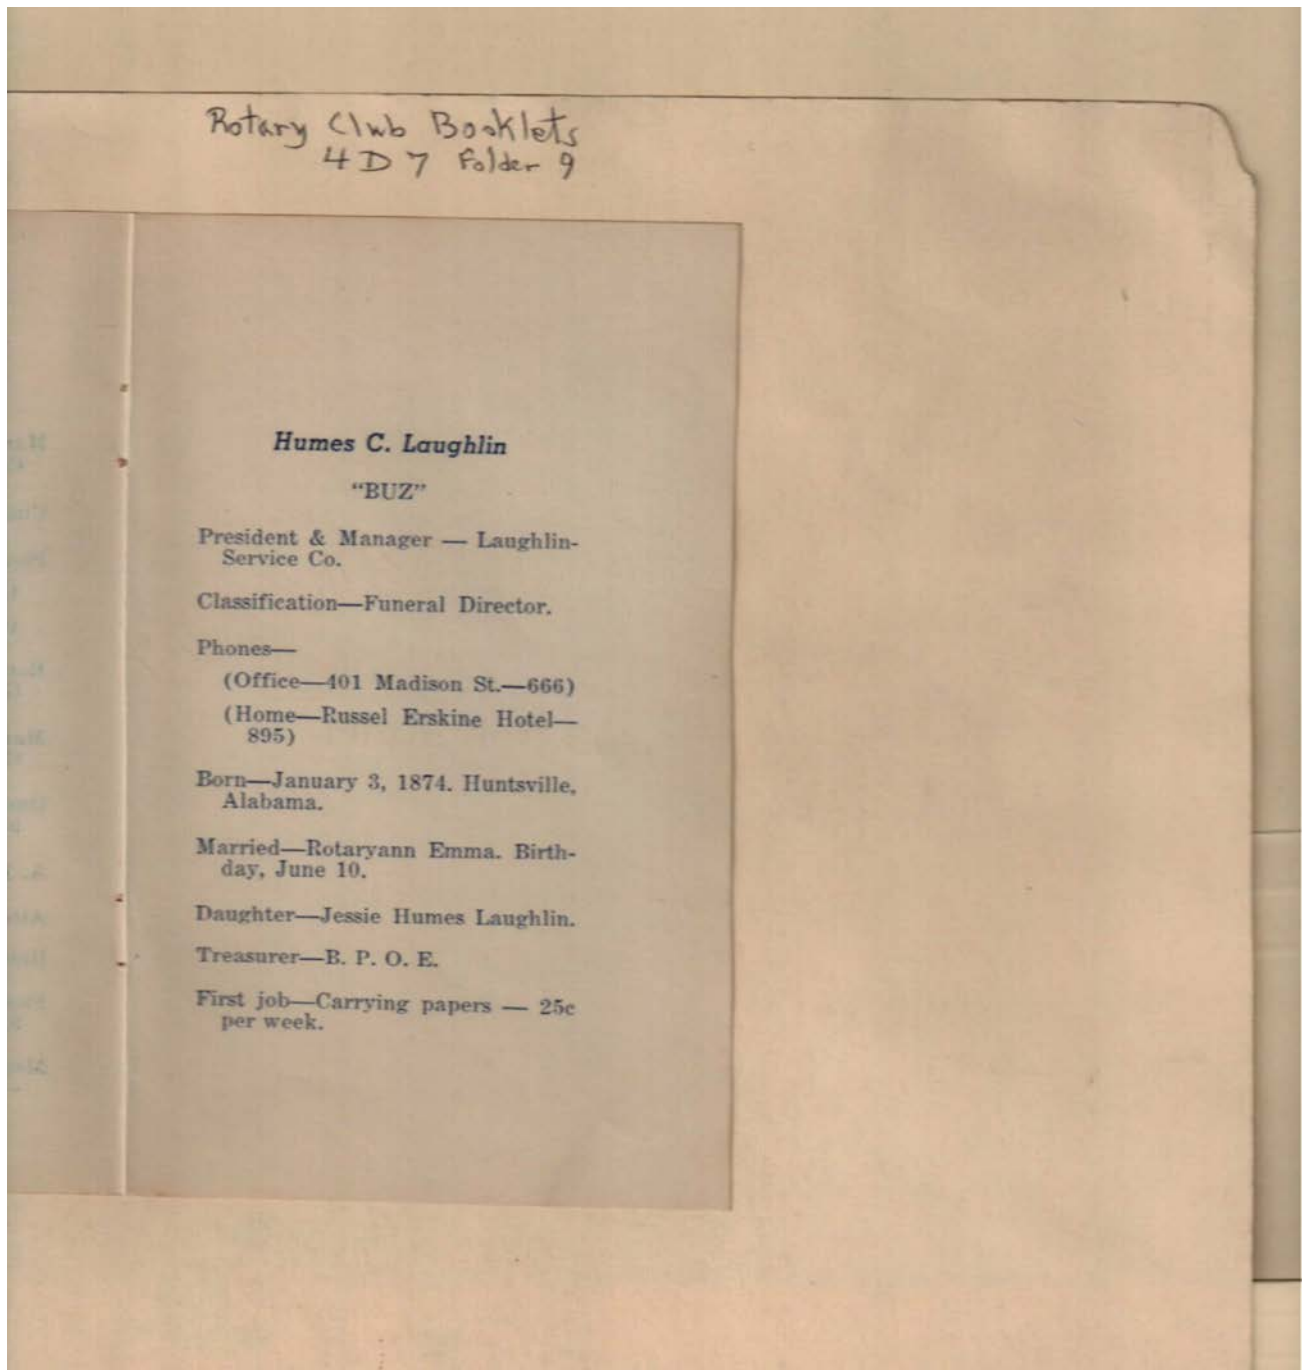 Rotary Club Booklets
4 D 7 Folder 9
Humes C. Laughlin
“BUZ”
President & Manager — Laughlin-
Service Co.
Classification—Funeral Director.
Phones—
(Office—401 Madison St.—666)
(Home—Russel Erskine Hotel—
895)
Born—January 3, 1874. Huntsville,
Alabama.
Married—Rotaryann Emma. Birth-
day, June 10.
Daughter—Jessie Humes Laughlin.
Treasurer—B. P. O. E.
First job—Carrying papers — 25c
per week.